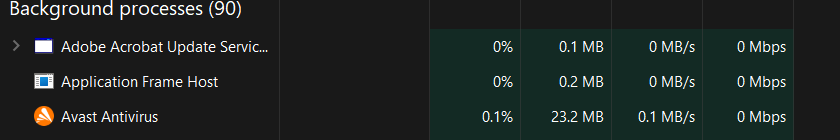 Background processes (90)
Adobe Acrobat Update Servic... 0% 0.1 MB 0 MB/s 0 Mbps
Application Frame Host 0% 0.2 MB 0 MB/s 0 Mbps
Avast Antivirus 0.1% 23.2 MB 0.1 MB/s 0 Mbps